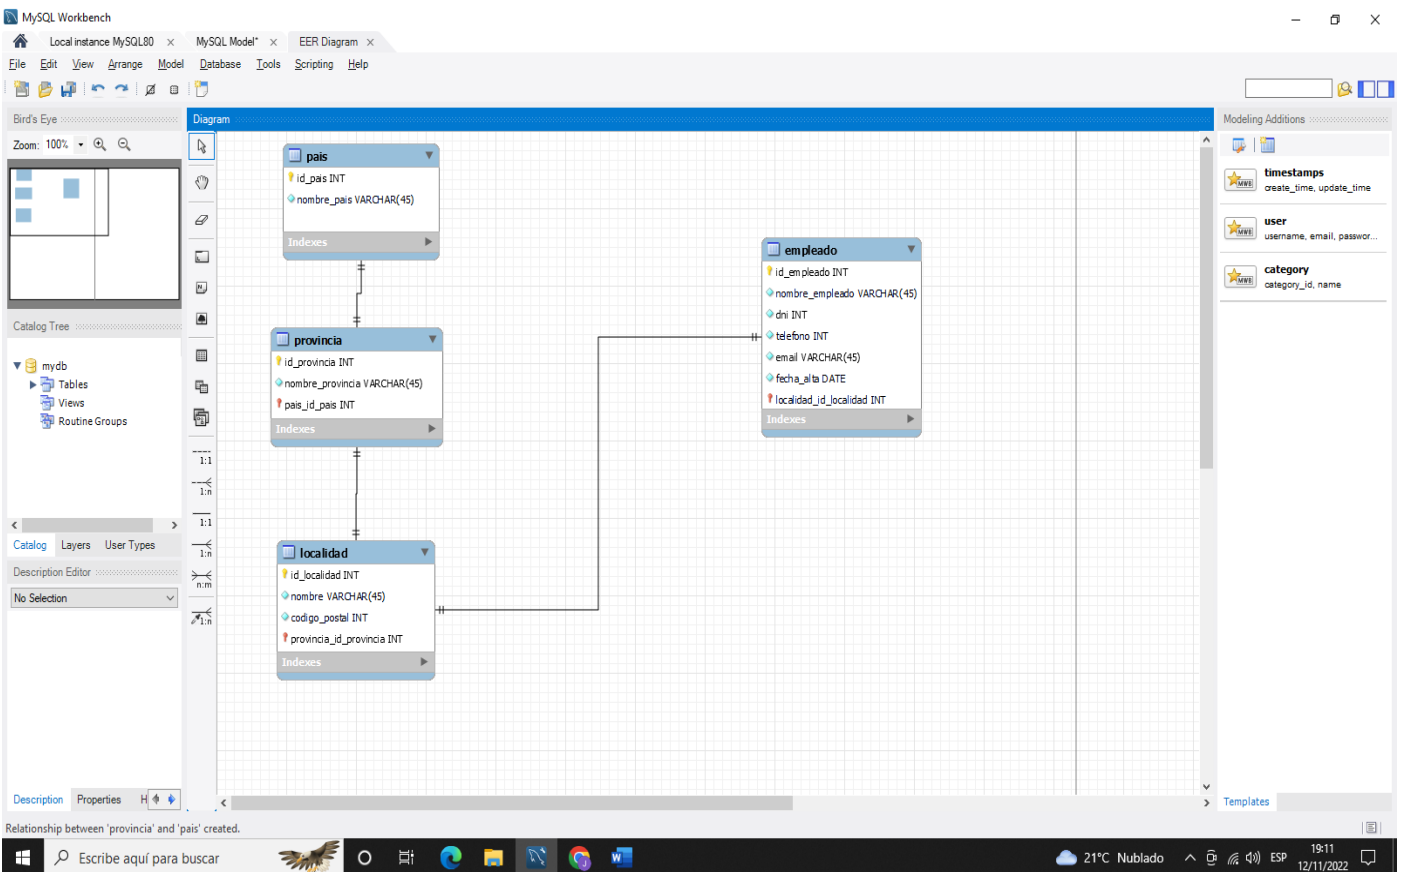 MySQL Workbench
Local instance MySQL80 × MySQL Model* × EER Diagram ×
File Edit View Arrange Model Database Tools Scripting Help
Bird's Eye
Zoom: 100%
Catalog Tree
mydb
Tables
Views
Routine Groups
Catalog Layers User Types
Description Editor
No Selection
Description Properties H
Diagram
1:1
1:n
1:1
1:n
n:m
1:n
pais
id_pais INT
nombre_pais VARCHAR(45)
Indexes
provincia
id_provincia INT
nombre_provincia VARCHAR(45)
pais_id_pais INT
Indexes
localidad
id_localidad INT
nombre VARCHAR(45)
codigo_postal INT
provincia_id_provincia INT
Indexes
empleado
id_empleado INT
nombre_empleado VARCHAR(45)
dni INT
telefono INT
email VARCHAR(45)
fecha_alta DATE
localidad_id_localidad INT
Indexes
Modeling Additions
MWB
timestamps
create_time, update_time
MWB
user
username, email, passwor...
MWB
category
category_id, name
Templates
Relationship between 'provincia' and 'pais' created.
Escribe aquí para buscar
21°C Nublado
ESP
19:11
12/11/2022